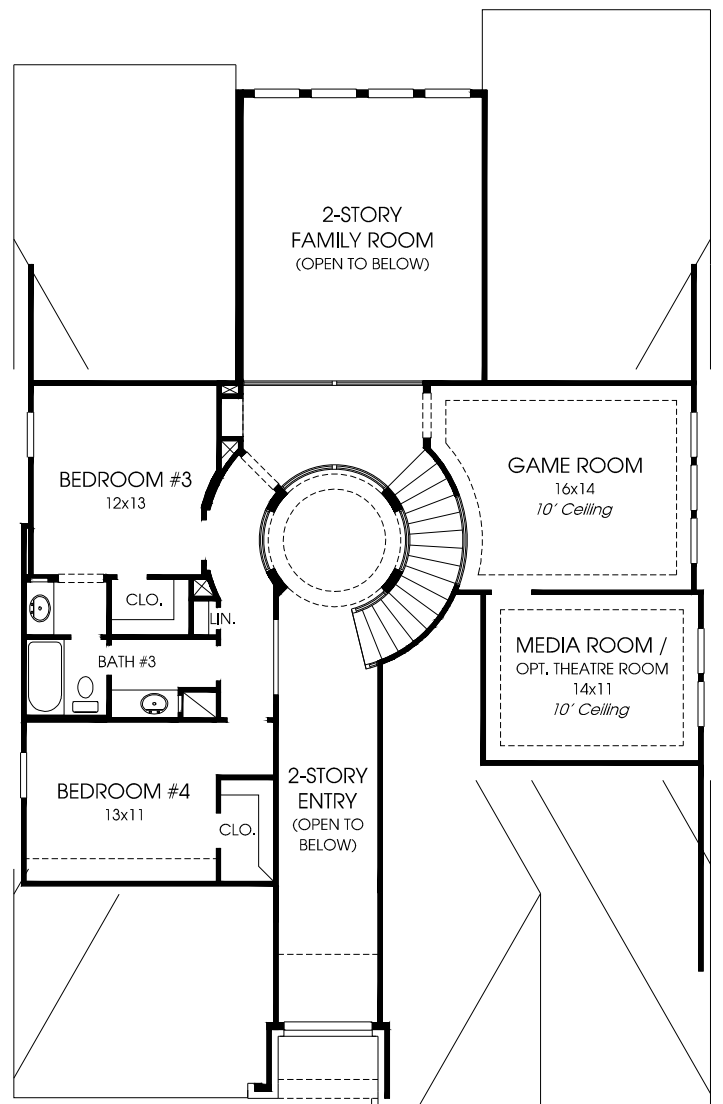 2-STORY
FAMILY ROOM
(OPEN TO BELOW)
BEDROOM #3
12x13
GAME ROOM
16x14
10' Ceiling
CLO.
LIN.
BATH #3
MEDIA ROOM /
OPT. THEATRE ROOM
14x11
10' Ceiling
BEDROOM #4
13x11
CLO.
2-STORY
ENTRY
(OPEN TO
BELOW)